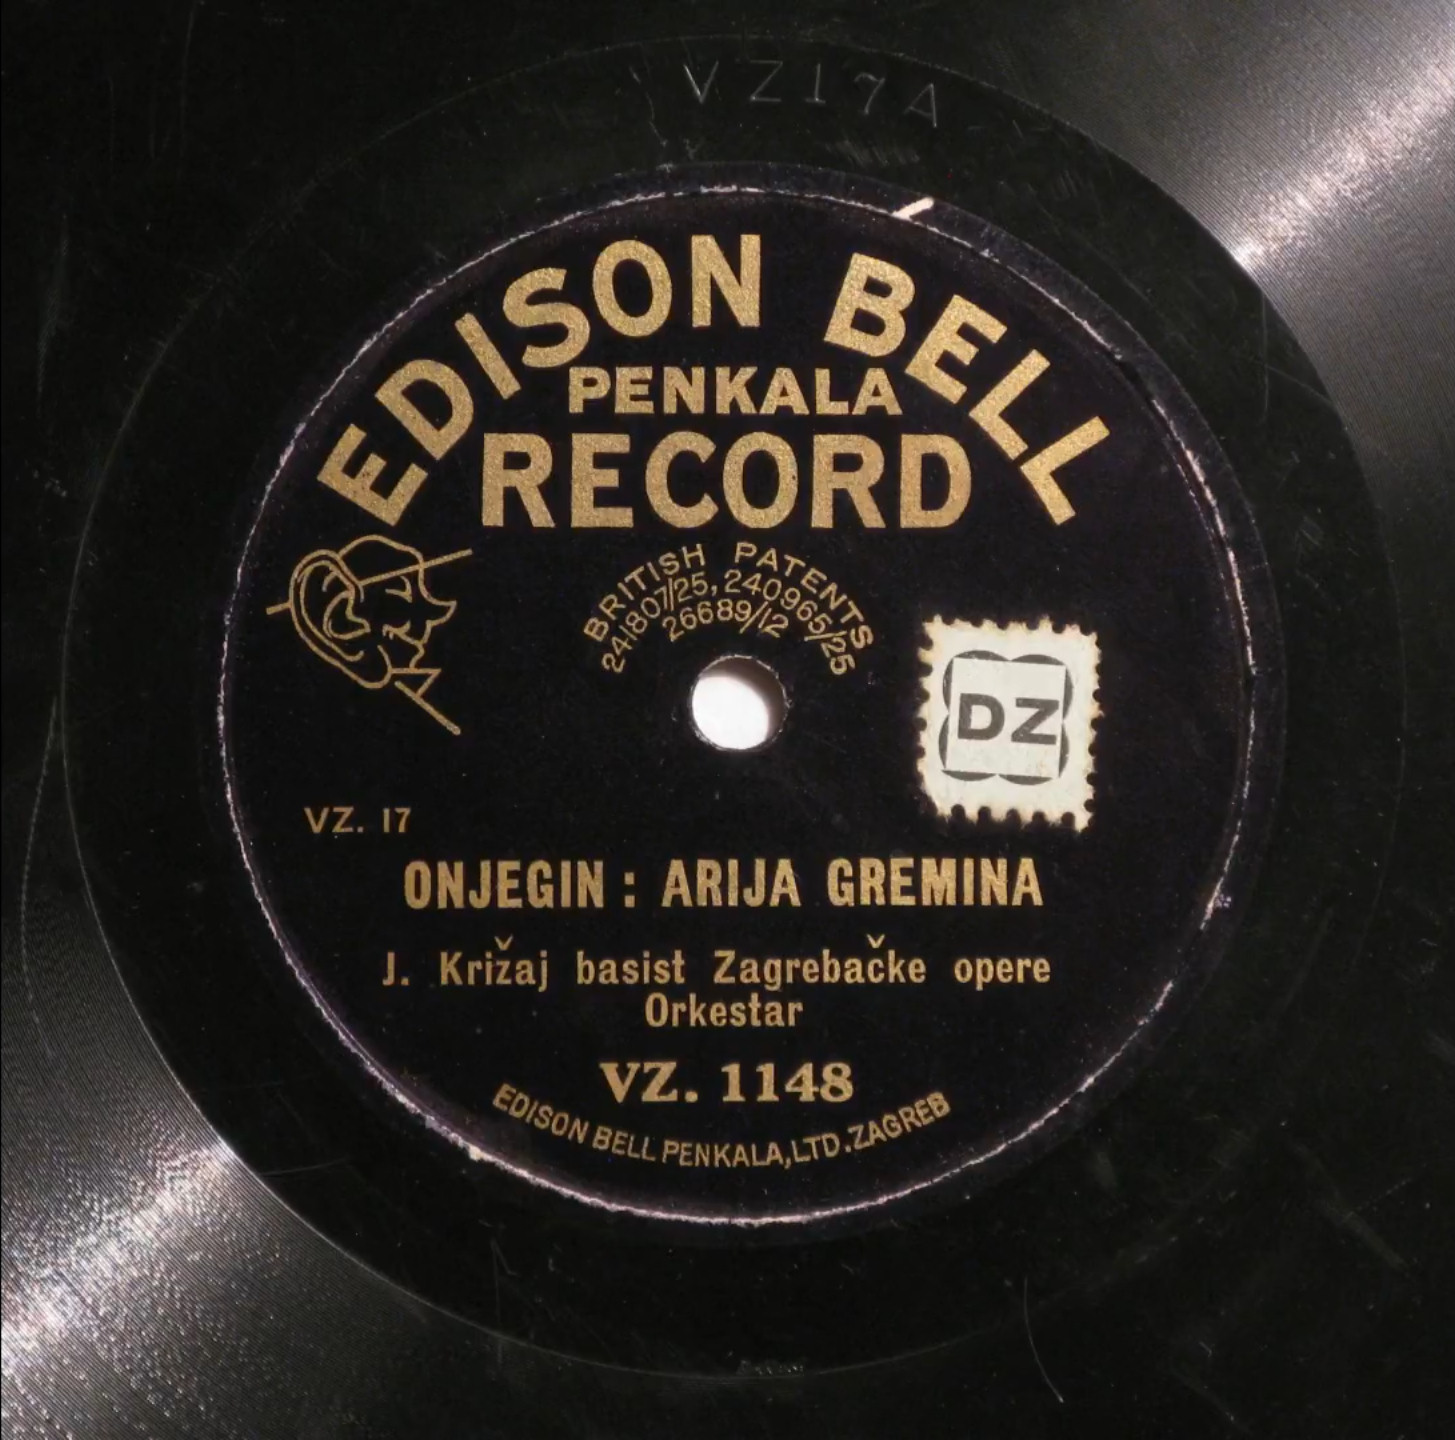 VZ17A
EDISON BELL
PENKALA
RECORD
BRITISH PATENTS
241807/25, 240965/25
26689/12
DZ
VZ. 17
ONJEGIN : ARIJA GREMINA
J. Križaj basist Zagrebačke opere
Orkestar
VZ. 1148
EDISON BELL PENKALA, LTD. ZAGREB